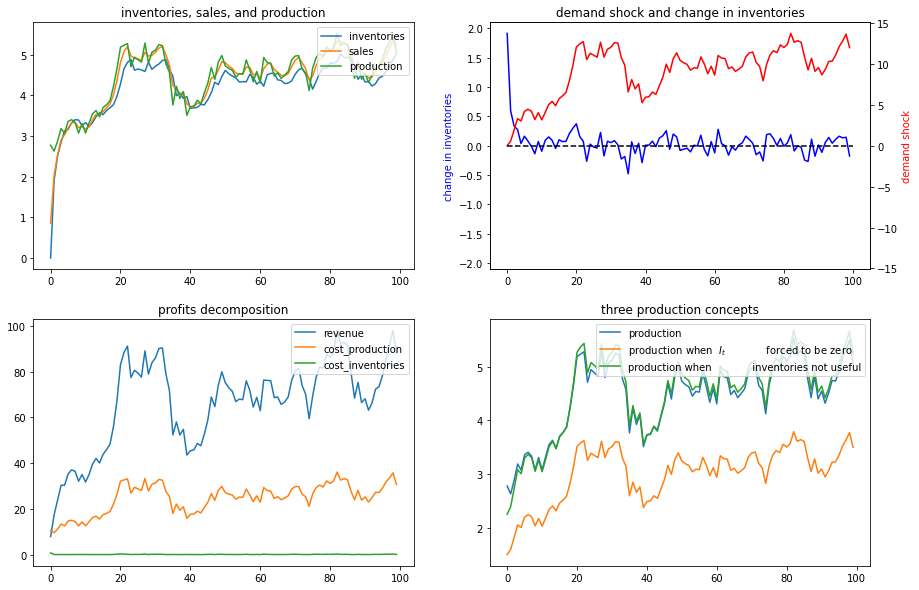 inventories, sales, and production
inventories
sales
production
5
4
3
2
1
0
0 20 40 60 80 100
demand shock and change in inventories
change in inventories
2.0
1.5
1.0
0.5
0.0
−0.5
−1.0
−1.5
−2.0
15
10
5
0
−5
−10
−15
demand shock
0 20 40 60 80 100
profits decomposition
revenue
cost_production
cost_inventories
100
80
60
40
20
0
0 20 40 60 80 100
three production concepts
production
production when I_t forced to be zero
production when inventories not useful
5
4
3
2
0 20 40 60 80 100